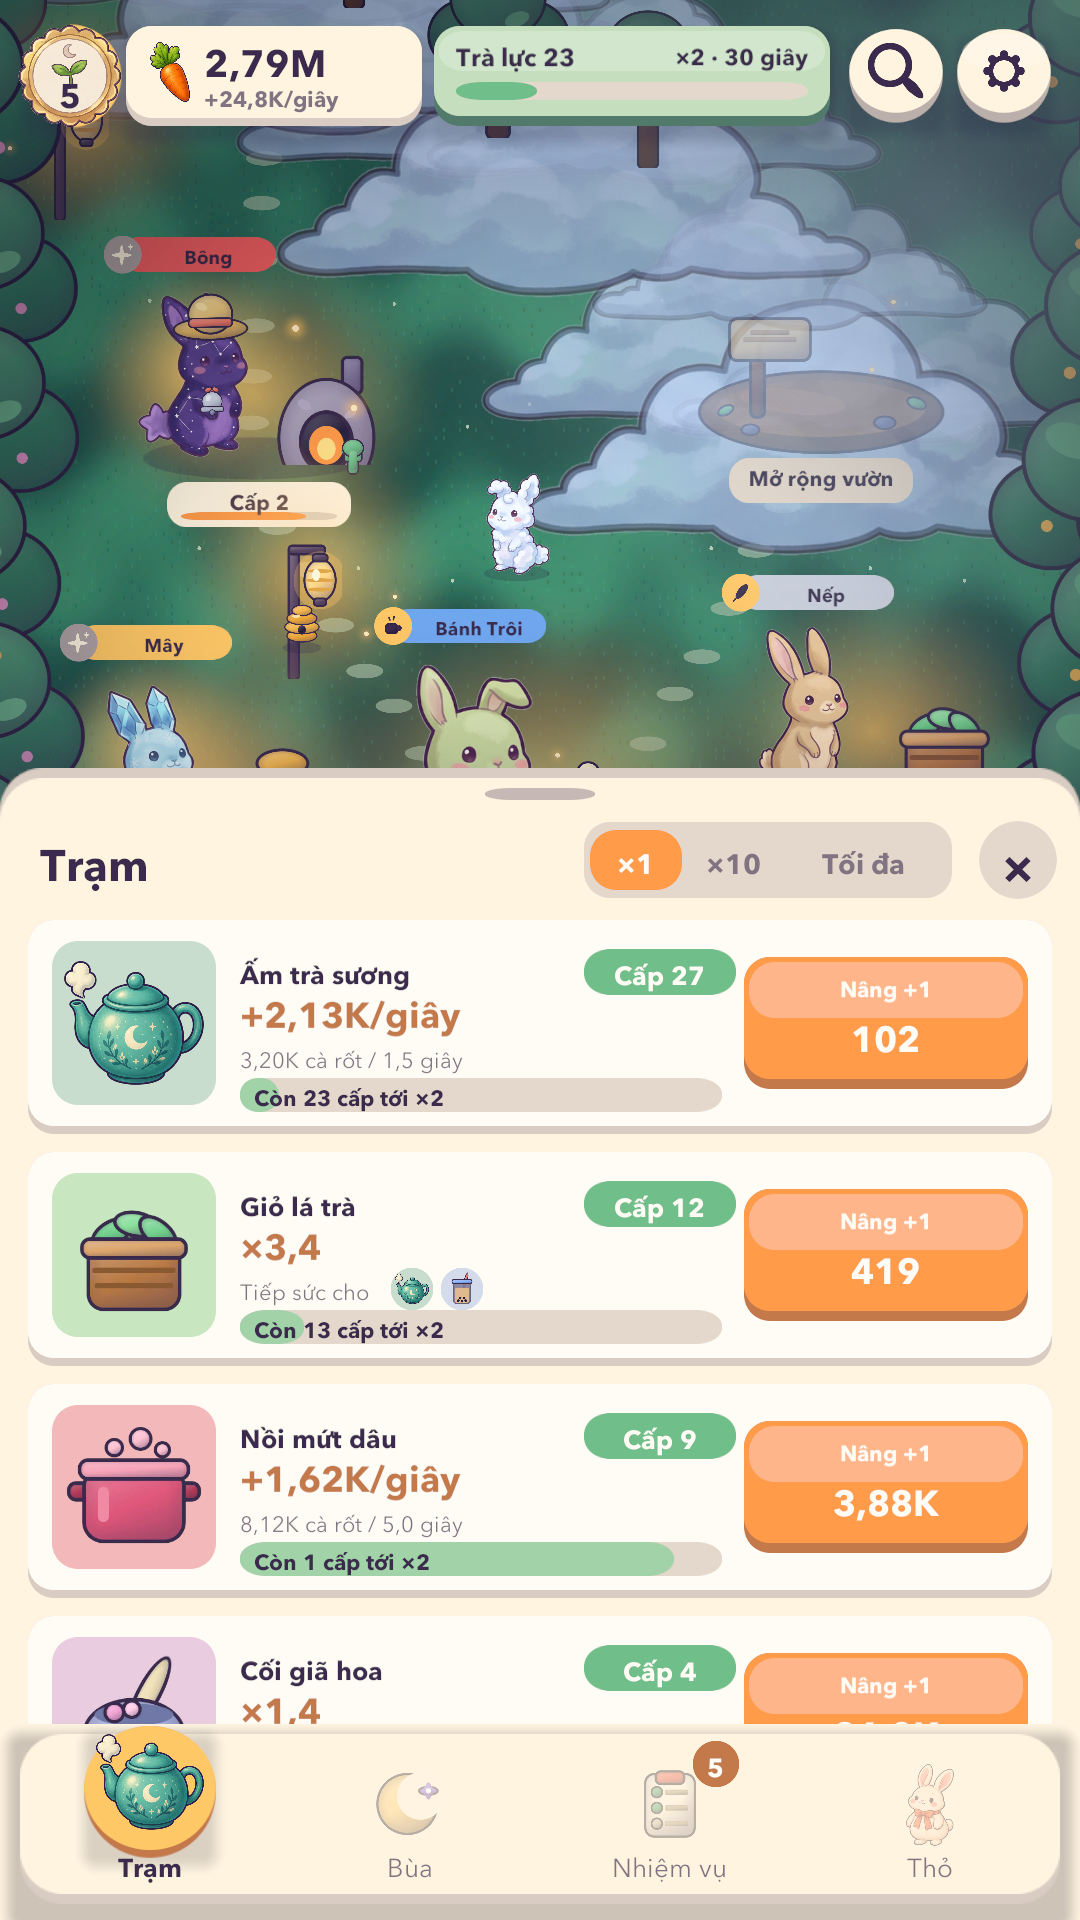 5
2,79M
+24,8K/giây
Trà lực 23
×2 · 30 giây
Bông
Cấp 2
Mở rộng vườn
Nếp
Bánh Trôi
Mây
Trạm
×1
×10
Tối đa
×
Ấm trà sương
Cấp 27
+2,13K/giây
3,20K cà rốt / 1,5 giây
Còn 23 cấp tới ×2
Nâng +1
102
Giỏ lá trà
Cấp 12
×3,4
Tiếp sức cho
Còn 13 cấp tới ×2
Nâng +1
419
Nồi mứt dâu
Cấp 9
+1,62K/giây
8,12K cà rốt / 5,0 giây
Còn 1 cấp tới ×2
Nâng +1
3,88K
Cối giã hoa
Cấp 4
×1,4
Nâng +1
5
Trạm
Bùa
Nhiệm vụ
Thỏ